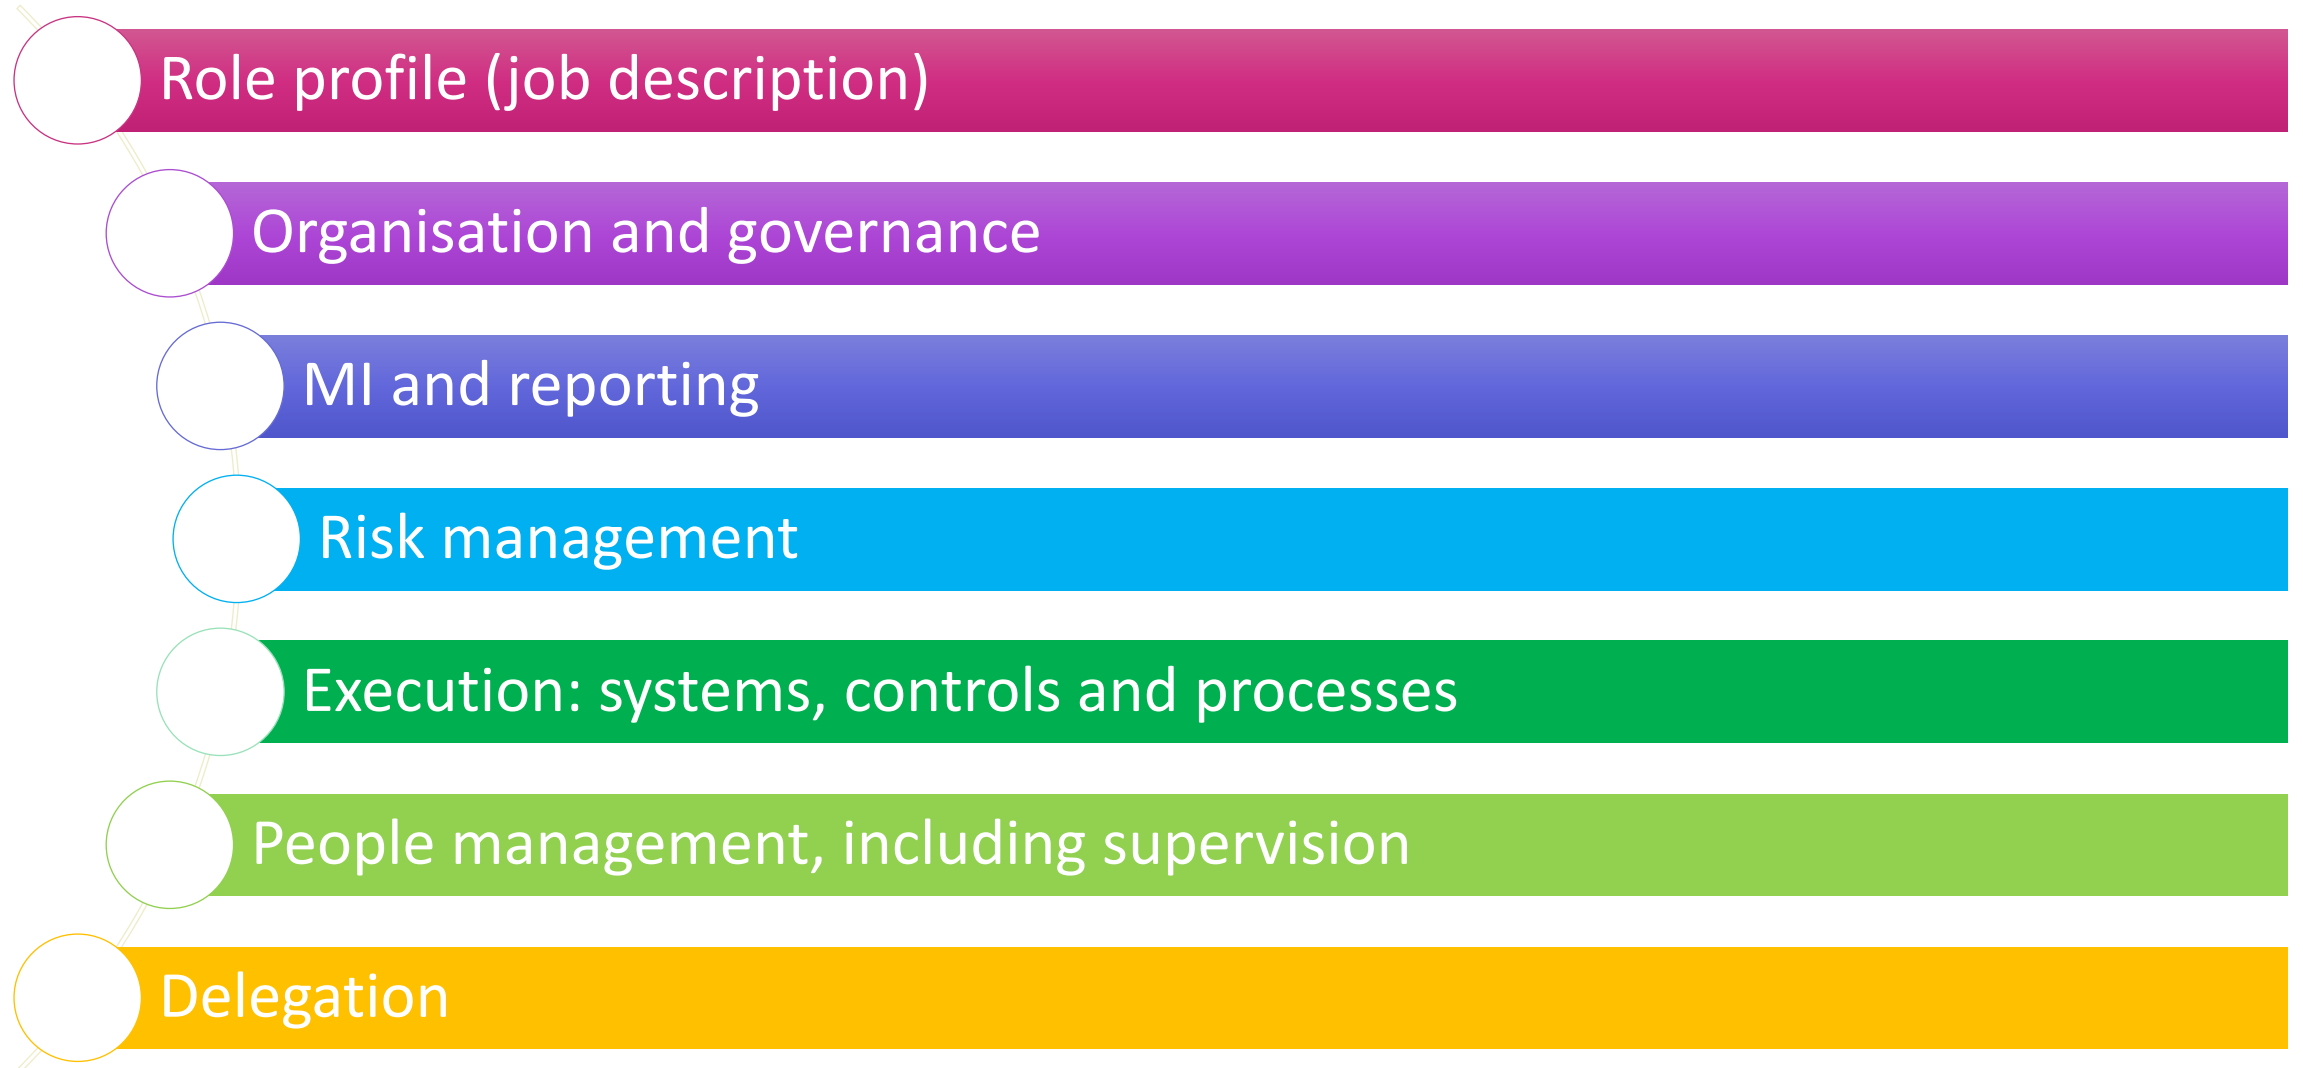 Role profile (job description)
Organisation and governance
MI and reporting
Risk management
Execution: systems, controls and processes
People management, including supervision
Delegation